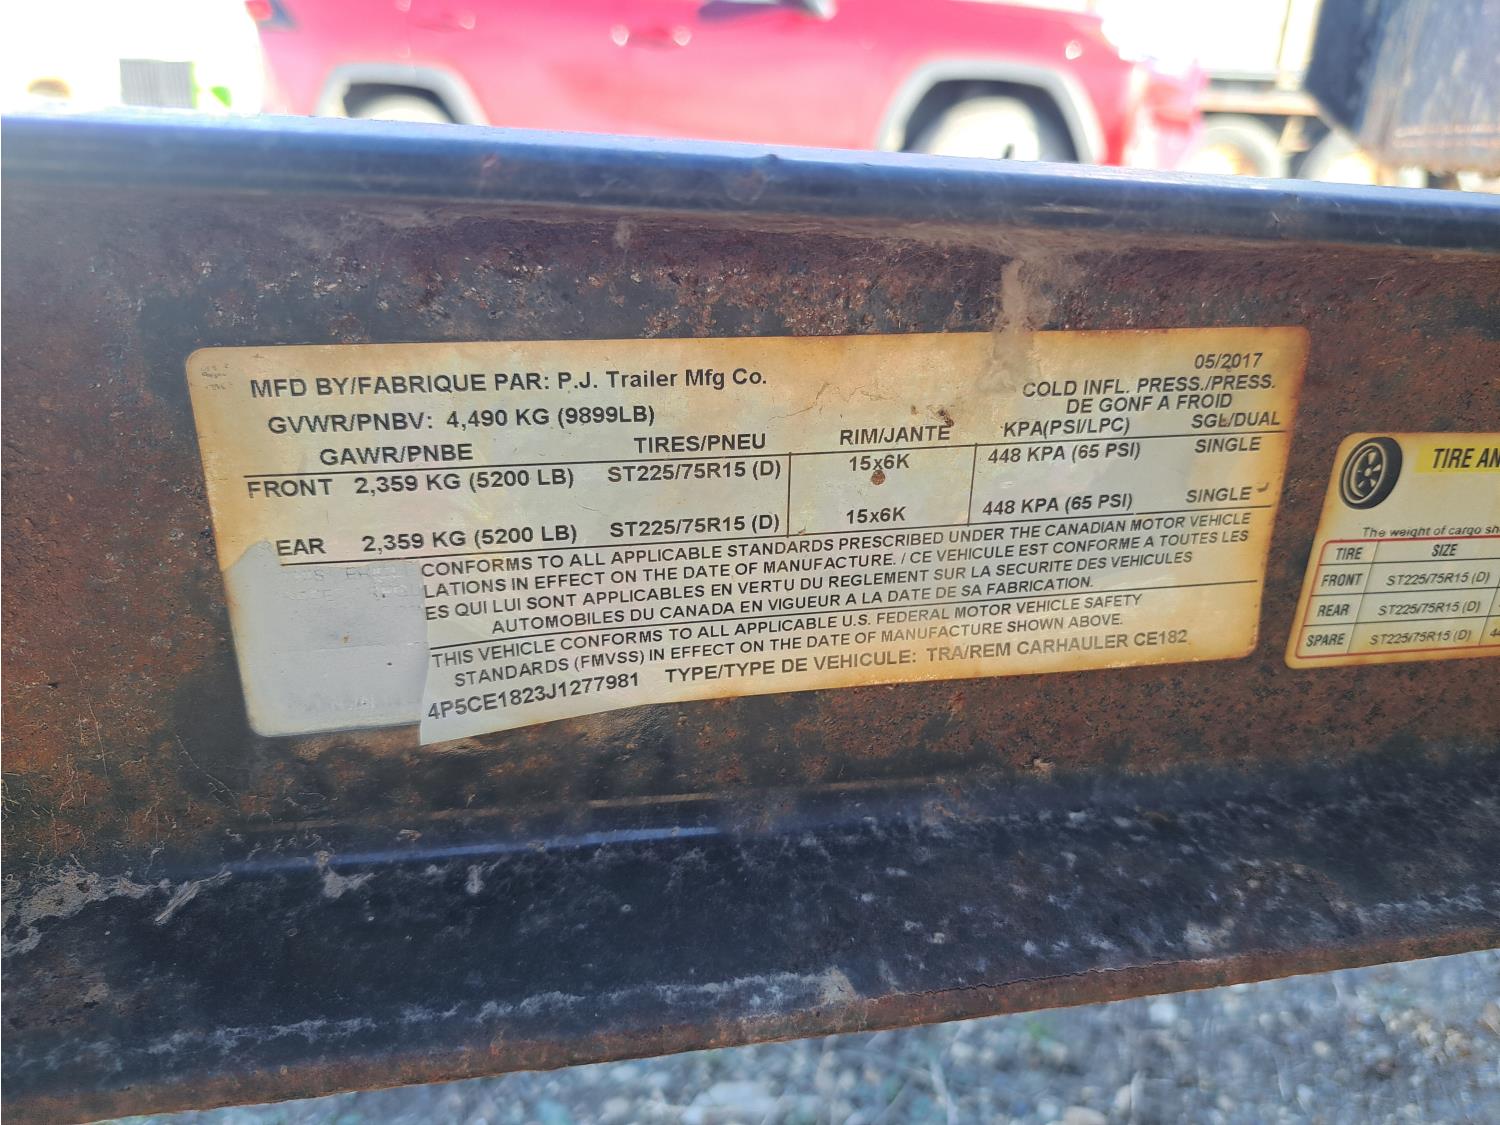 MFD BY/FABRIQUE PAR: P.J. Trailer Mfg Co.
05/2017
GVWR/PNBV: 4,490 KG (9899LB)
COLD INFL. PRESS./PRESS.
DE GONF A FROID
GAWR/PNBE TIRES/PNEU RIM/JANTE KPA(PSI/LPC) SGL/DUAL
FRONT 2,359 KG (5200 LB) ST225/75R15 (D) 15x6K 448 KPA (65 PSI) SINGLE
EAR 2,359 KG (5200 LB) ST225/75R15 (D) 15x6K 448 KPA (65 PSI) SINGLE
CONFORMS TO ALL APPLICABLE STANDARDS PRESCRIBED UNDER THE CANADIAN MOTOR VEHICLE
LATIONS IN EFFECT ON THE DATE OF MANUFACTURE. / CE VEHICULE EST CONFORME A TOUTES LES
ES QUI LUI SONT APPLICABLES EN VERTU DU REGLEMENT SUR LA SECURITE DES VEHICULES
AUTOMOBILES DU CANADA EN VIGUEUR A LA DATE DE SA FABRICATION.
THIS VEHICLE CONFORMS TO ALL APPLICABLE U.S. FEDERAL MOTOR VEHICLE SAFETY
STANDARDS (FMVSS) IN EFFECT ON THE DATE OF MANUFACTURE SHOWN ABOVE.
4P5CE1823J1277981 TYPE/TYPE DE VEHICULE: TRA/REM CARHAULER CE182
TIRE AN
The weight of cargo sh
TIRE SIZE
FRONT ST225/75R15 (D)
REAR ST225/75R15 (D)
SPARE ST225/75R15 (D) 44